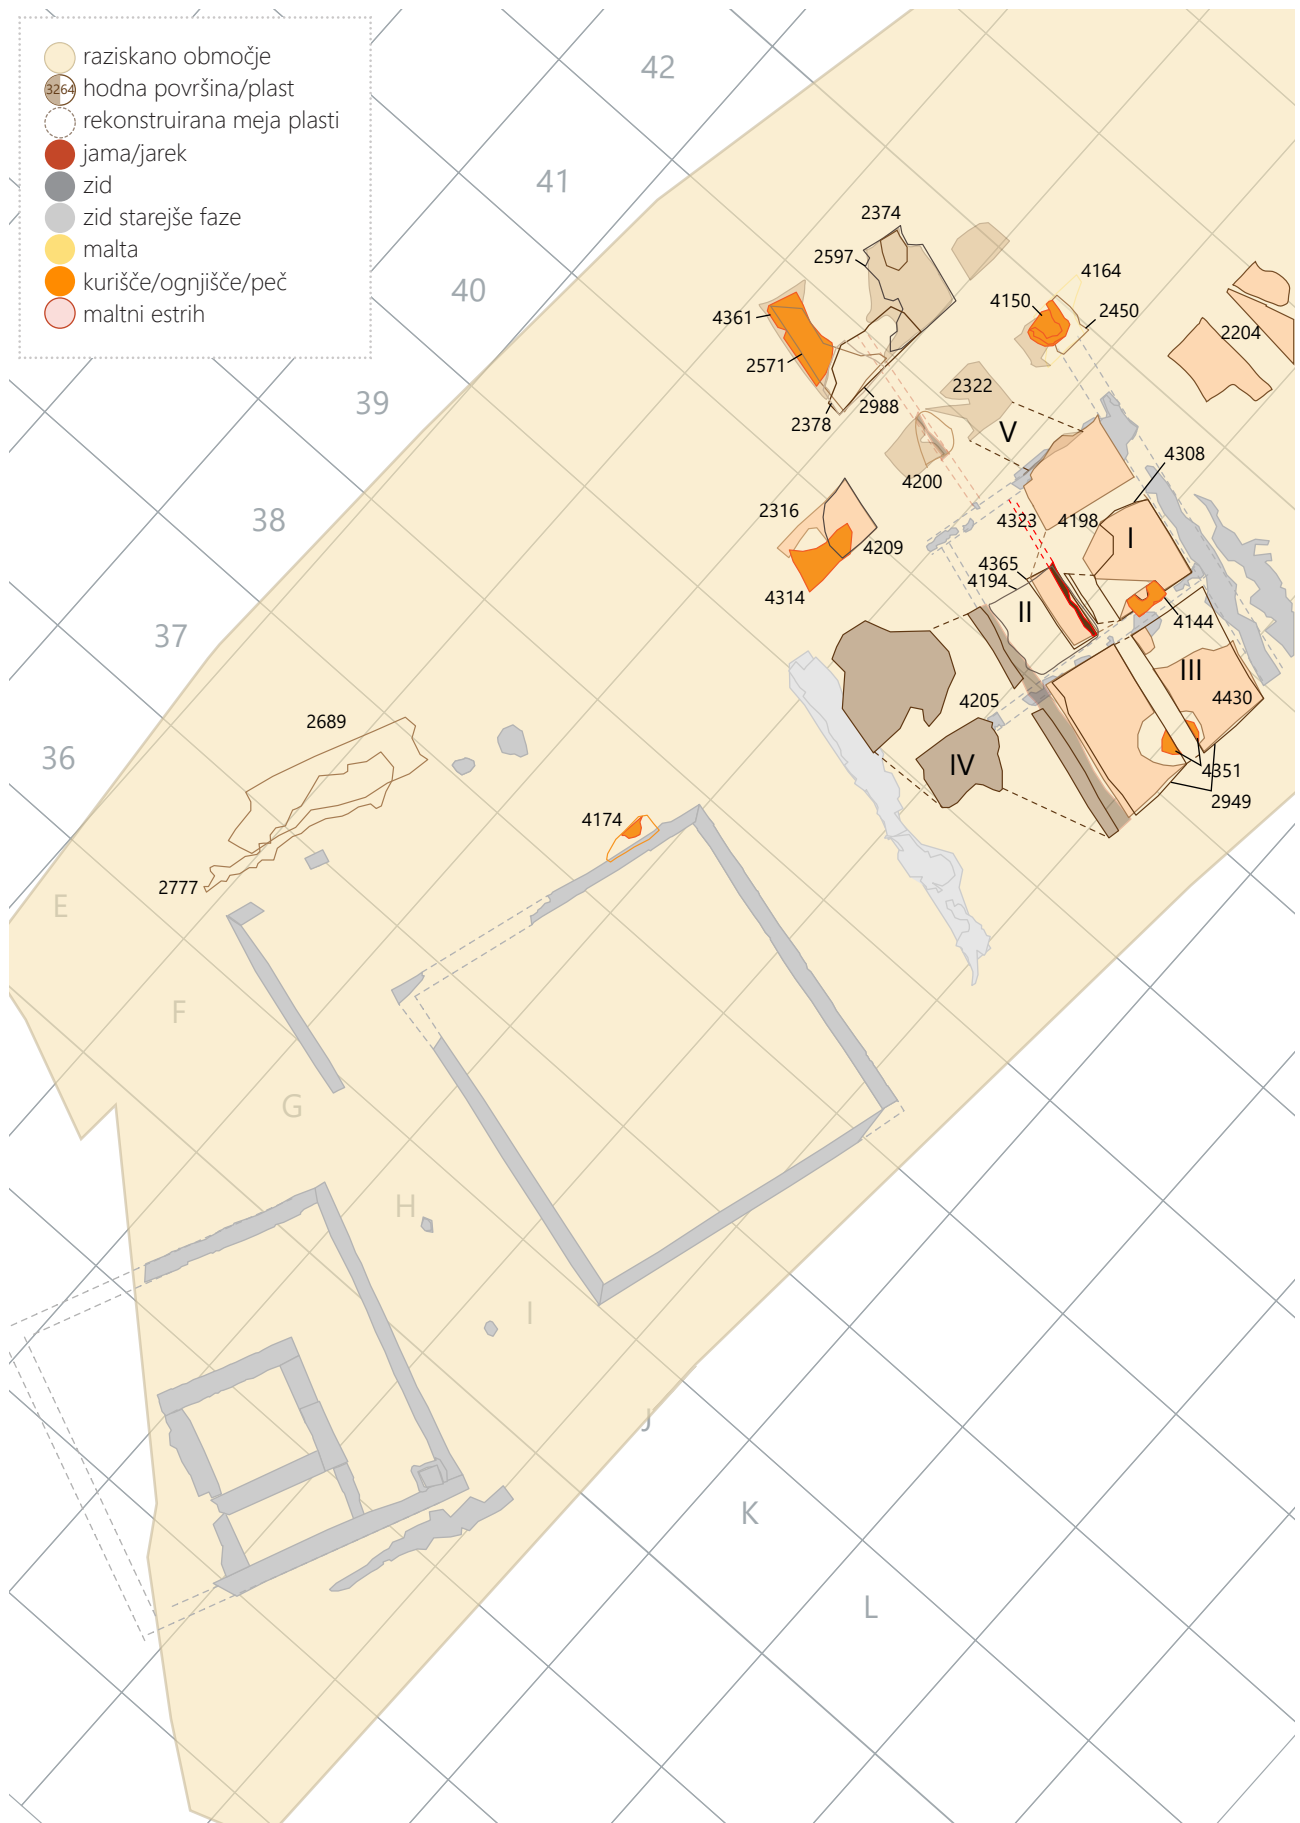 raziskano območje
3264 hodna površina/plast
rekonstruirana meja plasti
jama/jarek
zid
zid starejše faze
malta
kurišče/ognjišče/peč
maltni estrih
42
41
40
39
38
37
36
E
F
G
H
I
J
K
L
2374
2597
4164
4150
2450
4361
2204
2571
2322
2378
2988
V
4308
4200
2316
4323
4198
I
4209
4365
4194
4314
II
4144
III
4205
4430
2689
IV
4351
2949
4174
2777